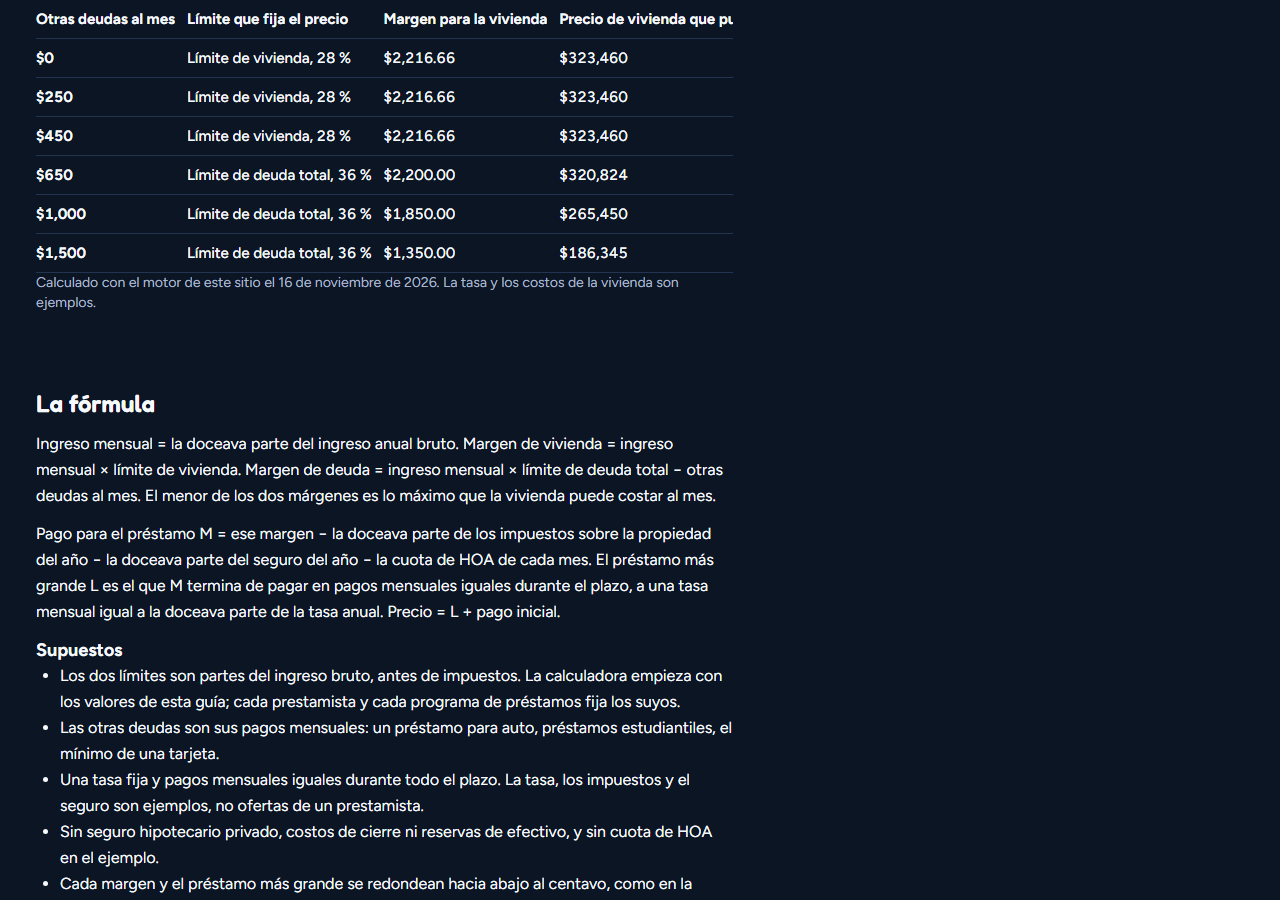 Otras deudas al mes Límite que fija el precio Margen para la vivienda Precio de vivienda que
$0 Límite de vivienda, 28 % $2,216.66 $323,460
$250 Límite de vivienda, 28 % $2,216.66 $323,460
$450 Límite de vivienda, 28 % $2,216.66 $323,460
$650 Límite de deuda total, 36 % $2,200.00 $320,824
$1,000 Límite de deuda total, 36 % $1,850.00 $265,450
$1,500 Límite de deuda total, 36 % $1,350.00 $186,345
Calculado con el motor de este sitio el 16 de noviembre de 2026. La tasa y los costos de la vivienda son
ejemplos.
La fórmula
Ingreso mensual = la doceava parte del ingreso anual bruto. Margen de vivienda = ingreso
mensual × límite de vivienda. Margen de deuda = ingreso mensual × límite de deuda total − otras
deudas al mes. El menor de los dos márgenes es lo máximo que la vivienda puede costar al mes.
Pago para el préstamo M = ese margen − la doceava parte de los impuestos sobre la propiedad
del año − la doceava parte del seguro del año − la cuota de HOA de cada mes. El préstamo más
grande L es el que M termina de pagar en pagos mensuales iguales durante el plazo, a una tasa
mensual igual a la doceava parte de la tasa anual. Precio = L + pago inicial.
Supuestos
• Los dos límites son partes del ingreso bruto, antes de impuestos. La calculadora empieza con
los valores de esta guía; cada prestamista y cada programa de préstamos fija los suyos.
• Las otras deudas son sus pagos mensuales: un préstamo para auto, préstamos estudiantiles, el
mínimo de una tarjeta.
• Una tasa fija y pagos mensuales iguales durante todo el plazo. La tasa, los impuestos y el
seguro son ejemplos, no ofertas de un prestamista.
• Sin seguro hipotecario privado, costos de cierre ni reservas de efectivo, y sin cuota de HOA
en el ejemplo.
• Cada margen y el préstamo más grande se redondean hacia abajo al centavo, como en la